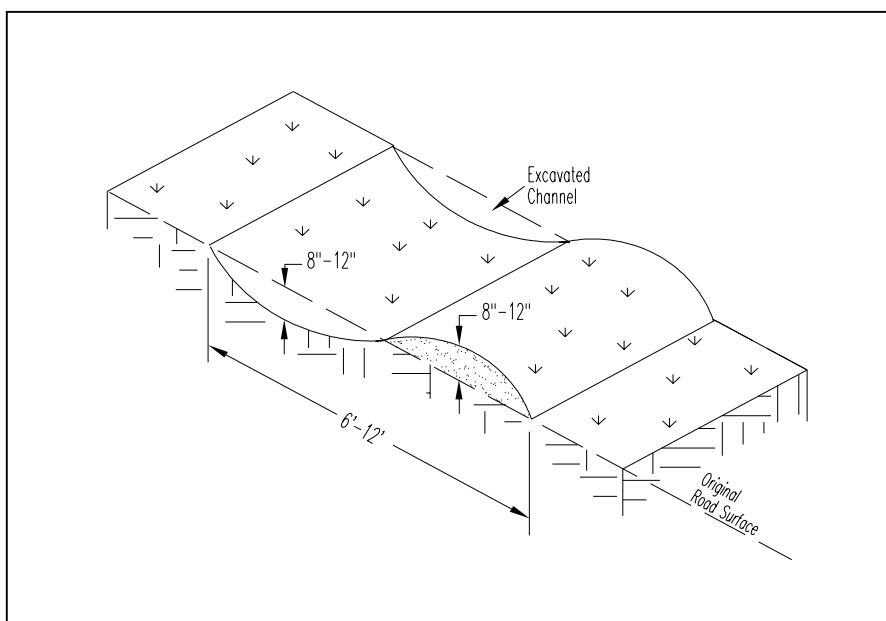 Excavated
Channel
8"-12"
8"-12"
6'-12'
Original
Road Surface